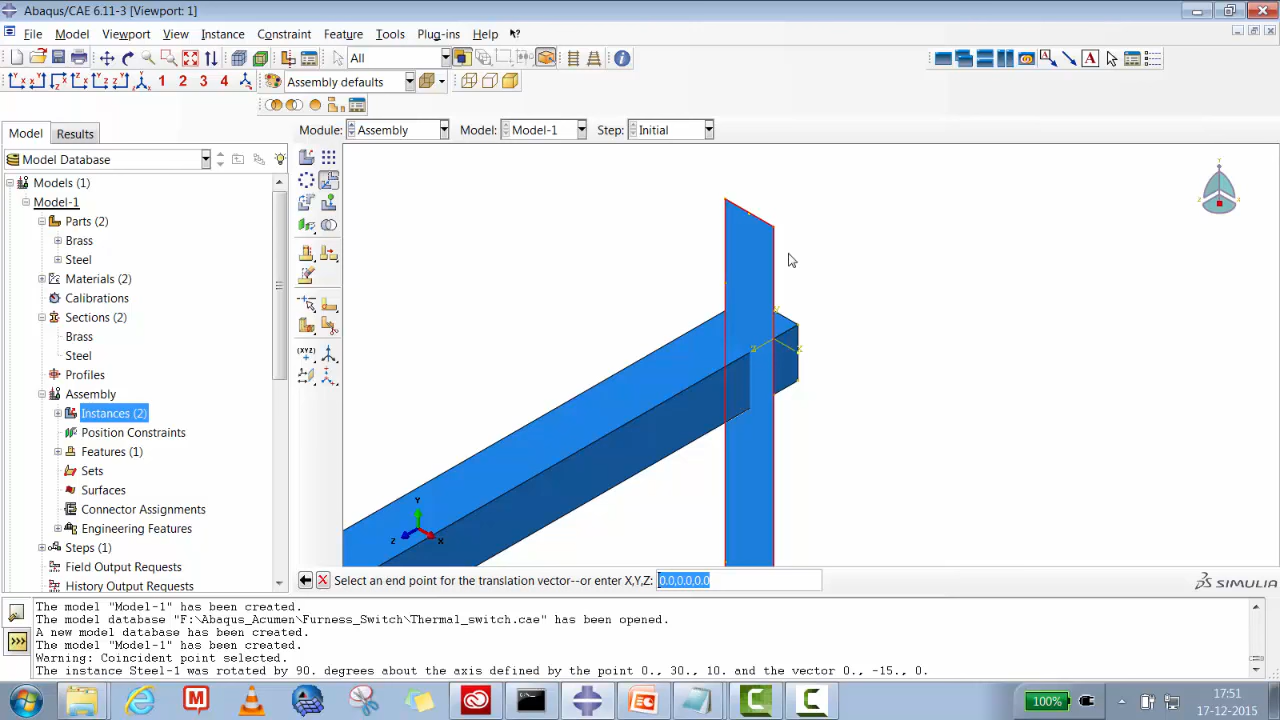 Abaqus/CAE 6.11-3 [Viewport: 1]
File Model Viewport View Instance Constraint Feature Tools Plug-ins Help
All
1 2 3 4 Assembly defaults
Model Results
Module: Assembly Model: Model-1 Step: Initial
Model Database
Models (1)
Model-1
Parts (2)
Brass
Steel
Materials (2)
Calibrations
Sections (2)
Brass
Steel
Profiles
Assembly
Instances (2)
Position Constraints
Features (1)
Sets
Surfaces
Connector Assignments
Engineering Features
Steps (1)
Field Output Requests
History Output Requests
(XYZ)
Y
Z X
Y
Z X
Select an end point for the translation vector--or enter X,Y,Z: 0.0,0.0,0.0
SIMULIA
The model "Model-1" has been created.
The model database "F:\Abaqus_Acumen\Furness_Switch\Thermal_switch.cae" has been opened.
A new model database has been created.
The model "Model-1" has been created.
Warning: Coincident point selected.
The instance Steel-1 was rotated by 90. degrees about the axis defined by the point 0., 30., 10. and the vector 0., -15., 0.
100%
17:51
17-12-2015